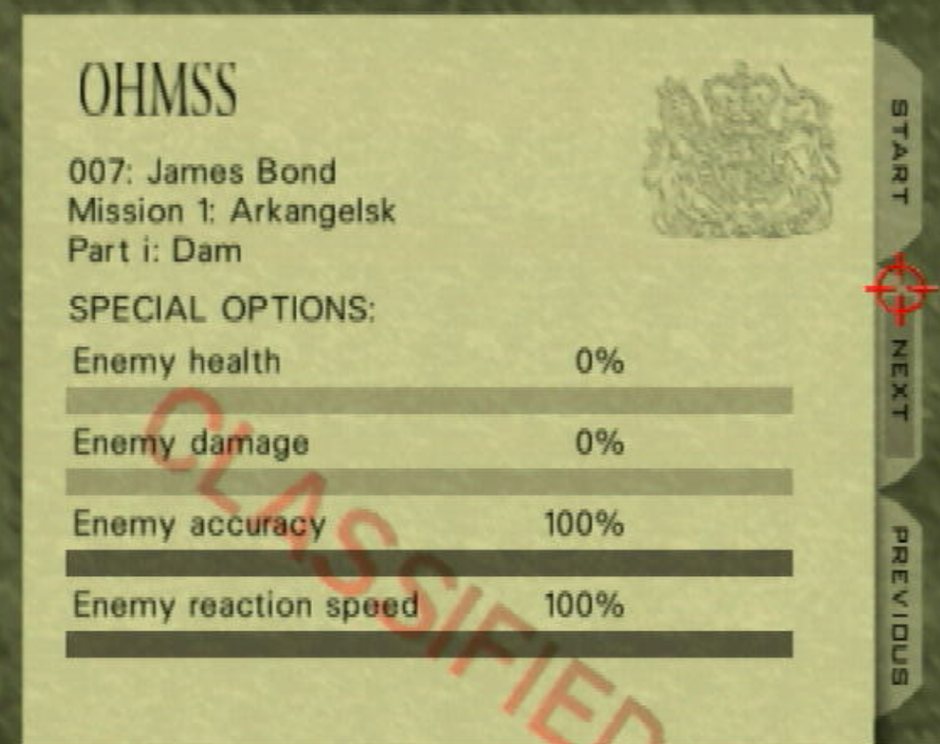 OHMSS
007: James Bond
Mission 1: Arkangelsk
Part i: Dam
SPECIAL OPTIONS:
Enemy health 0%
Enemy damage 0%
Enemy accuracy 100%
Enemy reaction speed 100%
CLASSIFIED
START
NEXT
PREVIOUS